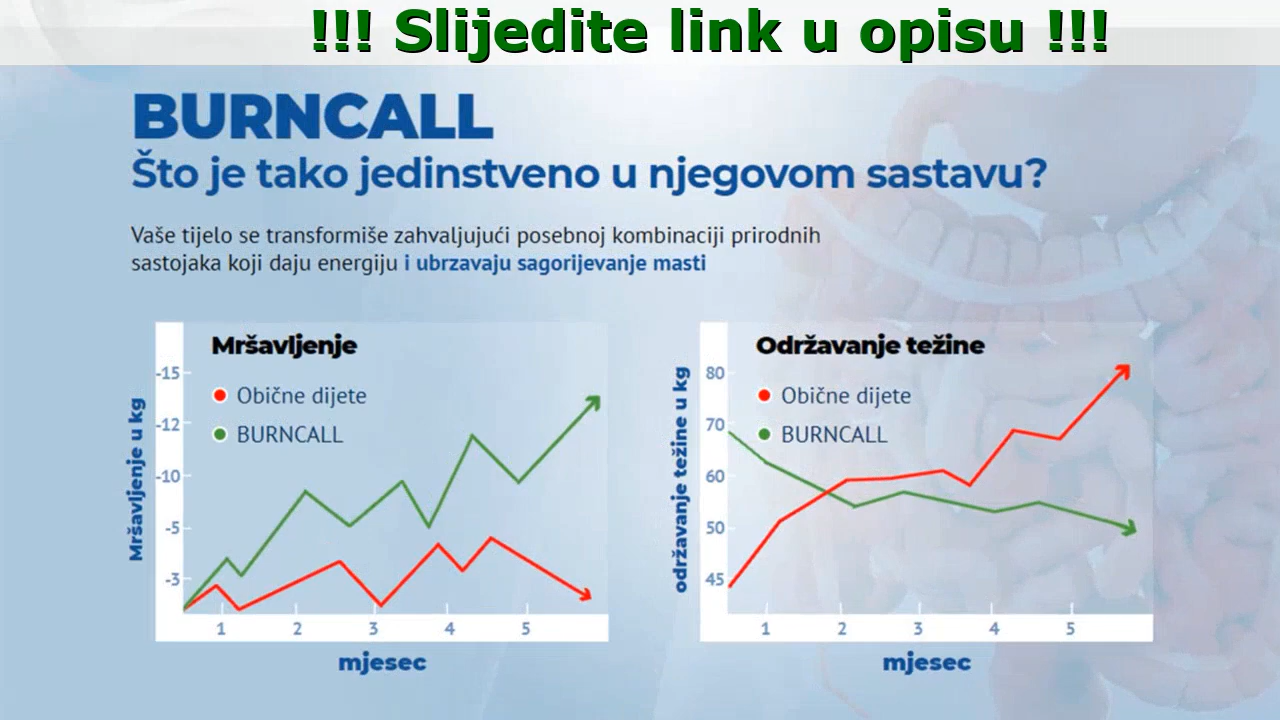 !!! Slijedite link u opisu !!!
BURNCALL
Što je tako jedinstveno u njegovom sastavu?
Vaše tijelo se transformiše zahvaljujući posebnoj kombinaciji prirodnih
sastojaka koji daju energiju i ubrzavaju sagorijevanje masti
Mršavljenje
Obične dijete
BURNCALL
Mršavljenje u kg
-15
-12
-10
-5
-3
1 2 3 4 5
mjesec
Održavanje težine
Obične dijete
BURNCALL
održavanje težine u kg
80
70
60
50
45
1 2 3 4 5
mjesec